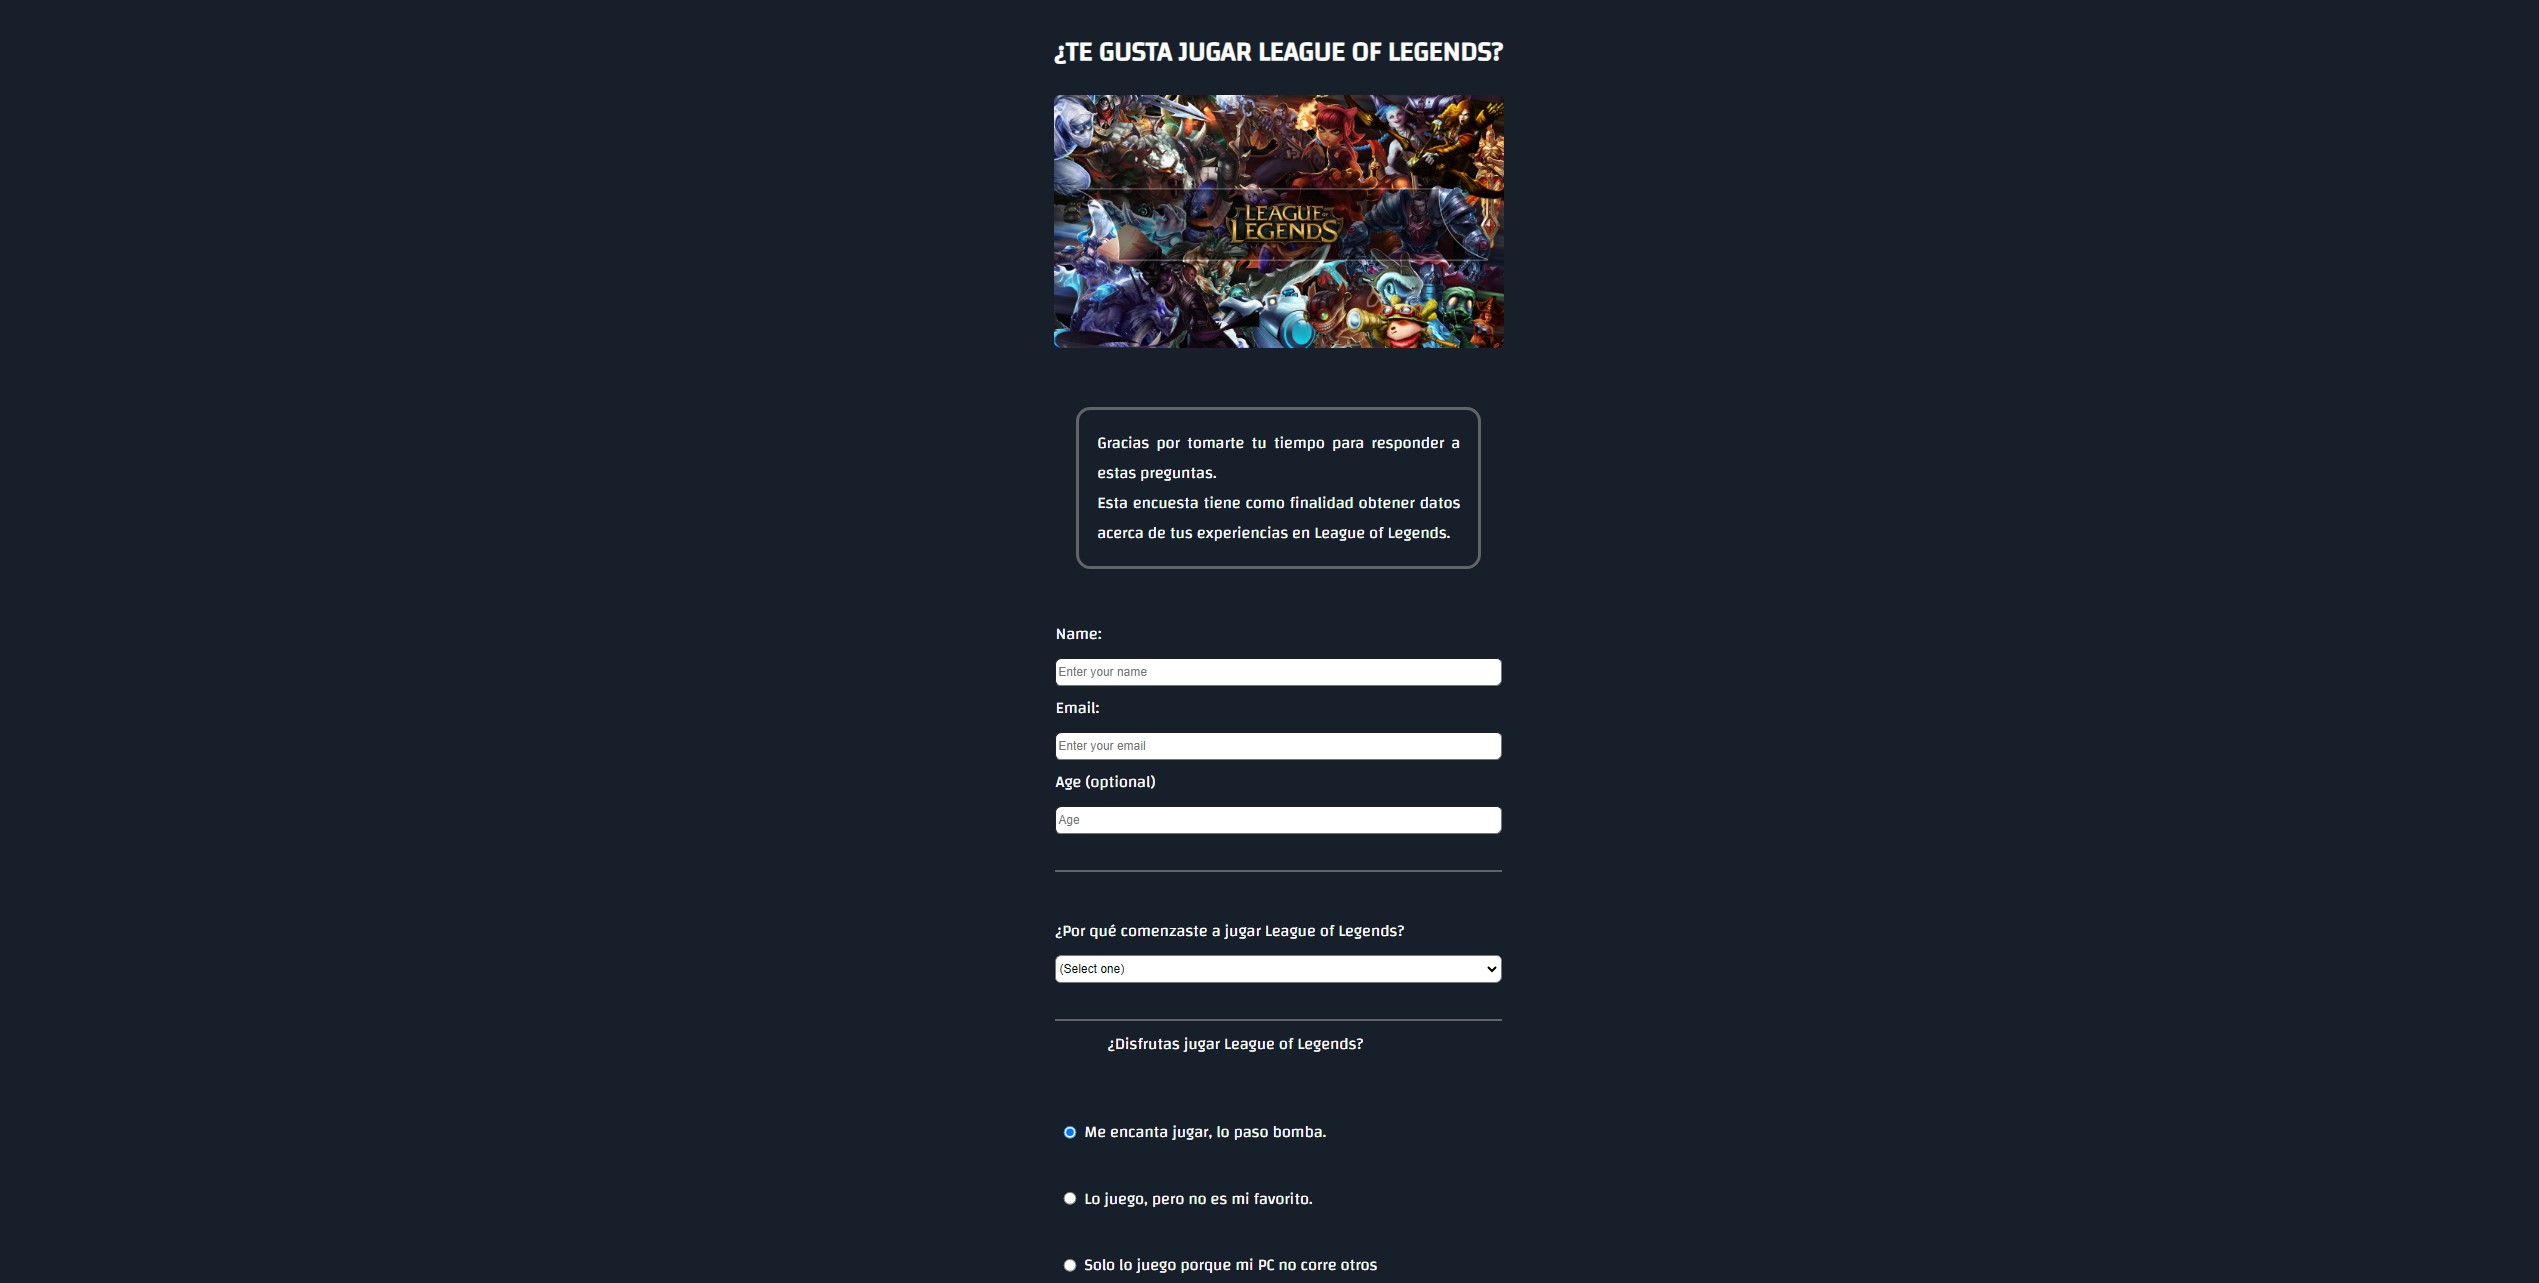 ¿TE GUSTA JUGAR LEAGUE OF LEGENDS?
LEAGUE OF
LEGENDS
Gracias por tomarte tu tiempo para responder a
estas preguntas.
Esta encuesta tiene como finalidad obtener datos
acerca de tus experiencias en League of Legends.
Name:
Enter your name
Email:
Enter your email
Age (optional)
Age
¿Por qué comenzaste a jugar League of Legends?
(Select one)
¿Disfrutas jugar League of Legends?
Me encanta jugar, lo paso bomba.
Lo juego, pero no es mi favorito.
Solo lo juego porque mi PC no corre otros